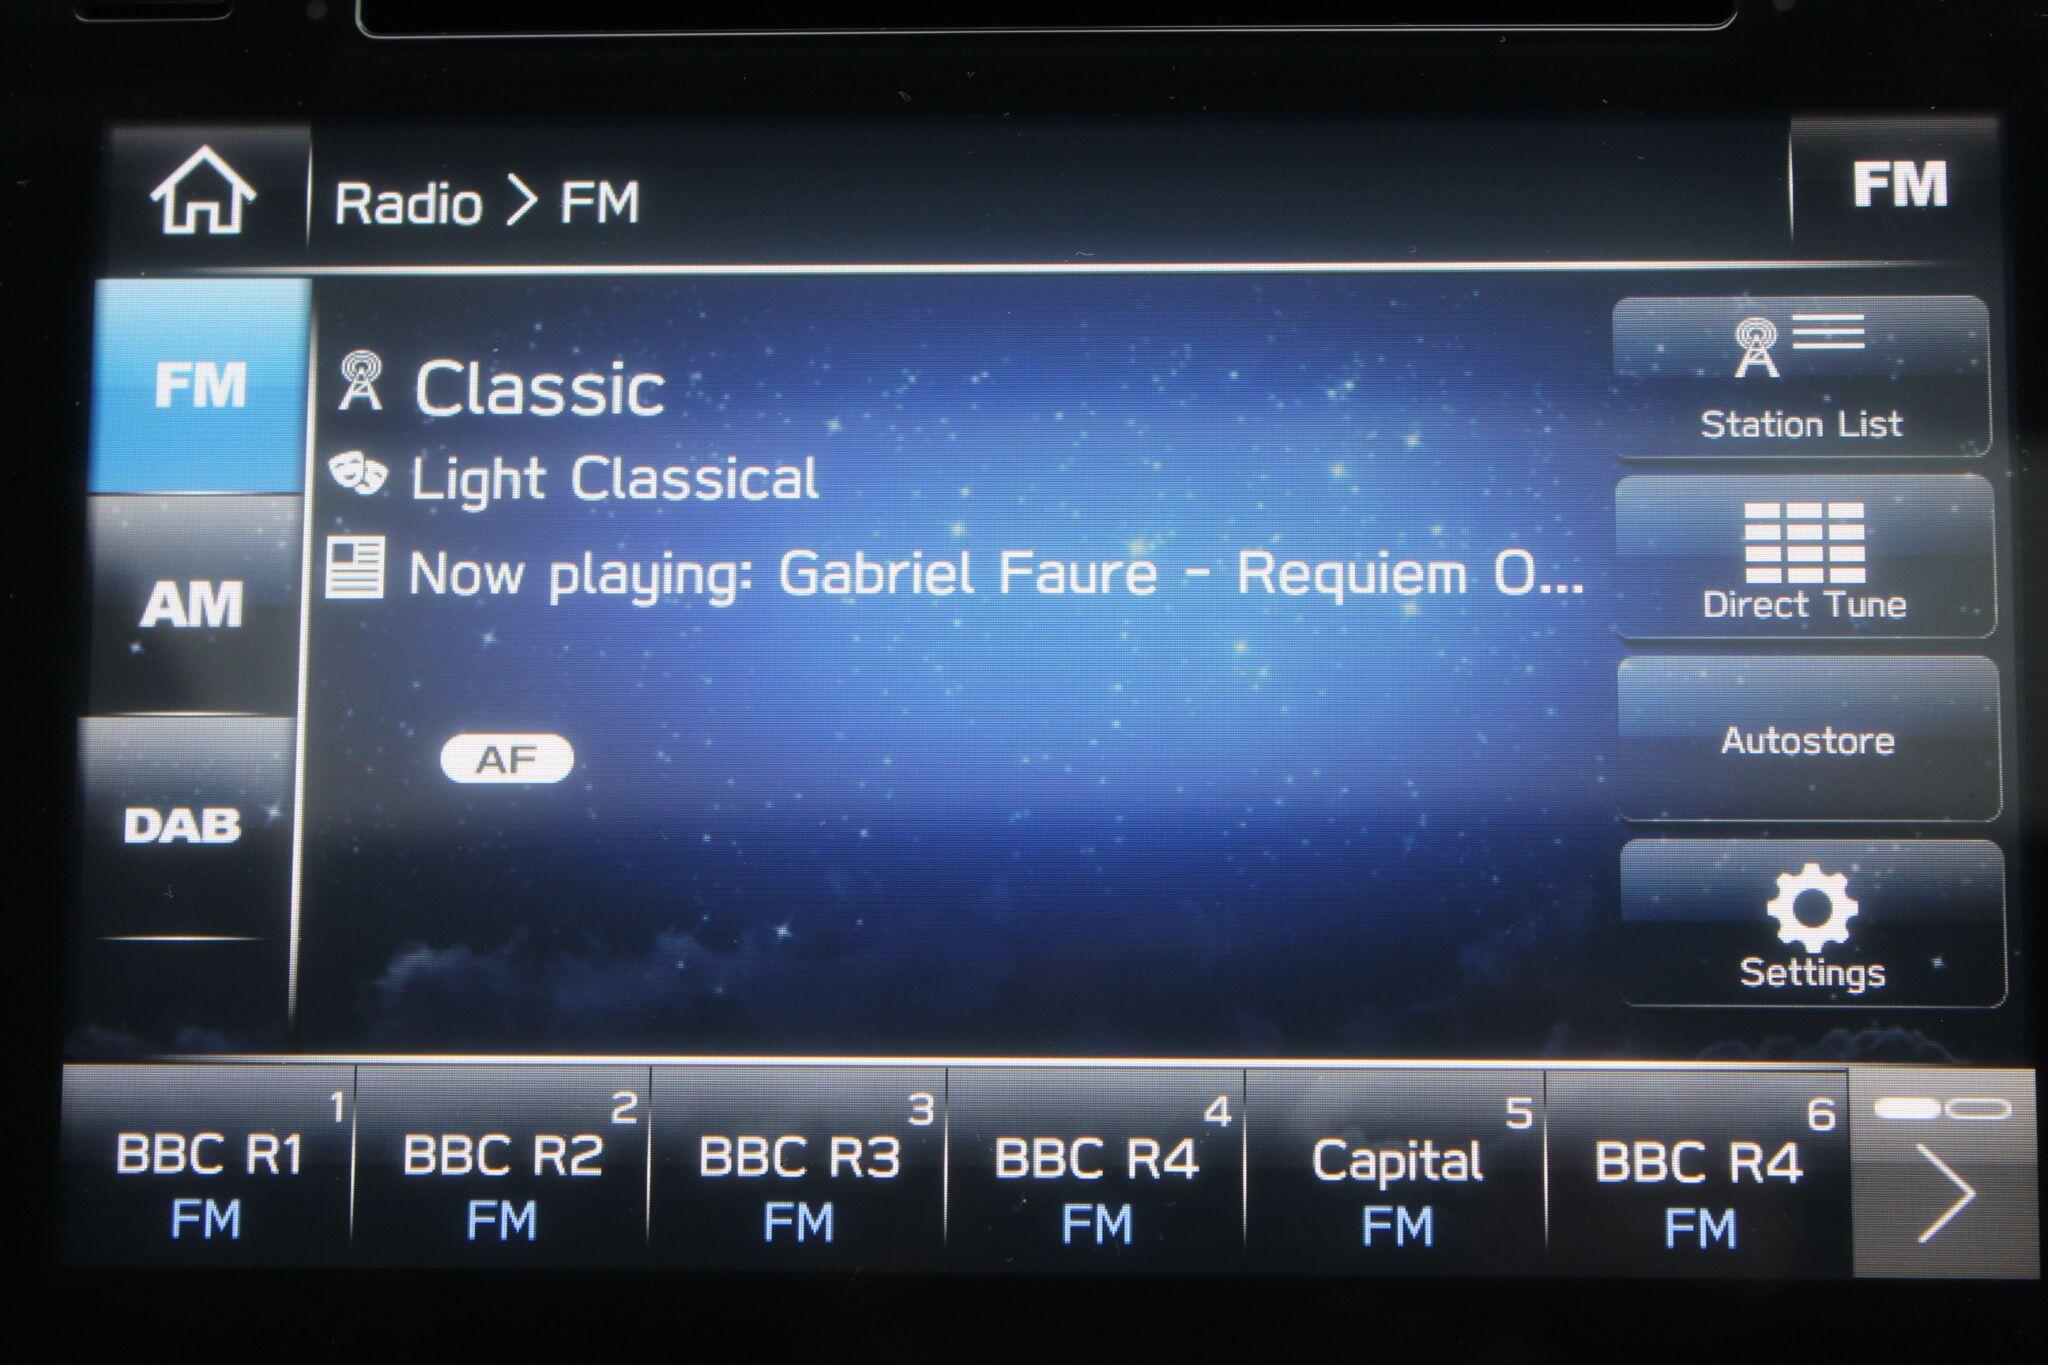 Radio > FM
FM
FM
AM
DAB
Classic
Light Classical
Now playing: Gabriel Faure - Requiem O...
AF
Station List
Direct Tune
Autostore
Settings
1
BBC R1
FM
2
BBC R2
FM
3
BBC R3
FM
4
BBC R4
FM
5
Capital
FM
6
BBC R4
FM